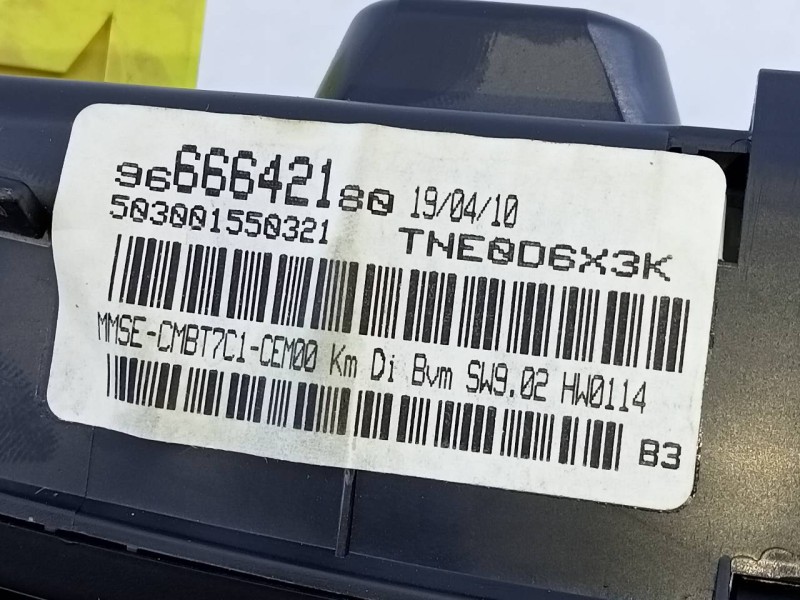 9666642180 19/04/10
503001550321 TNE0D6X3K
MMSE-CMBT7C1-CEM00 Km Di Bvm SW9.02 HW0114
B3